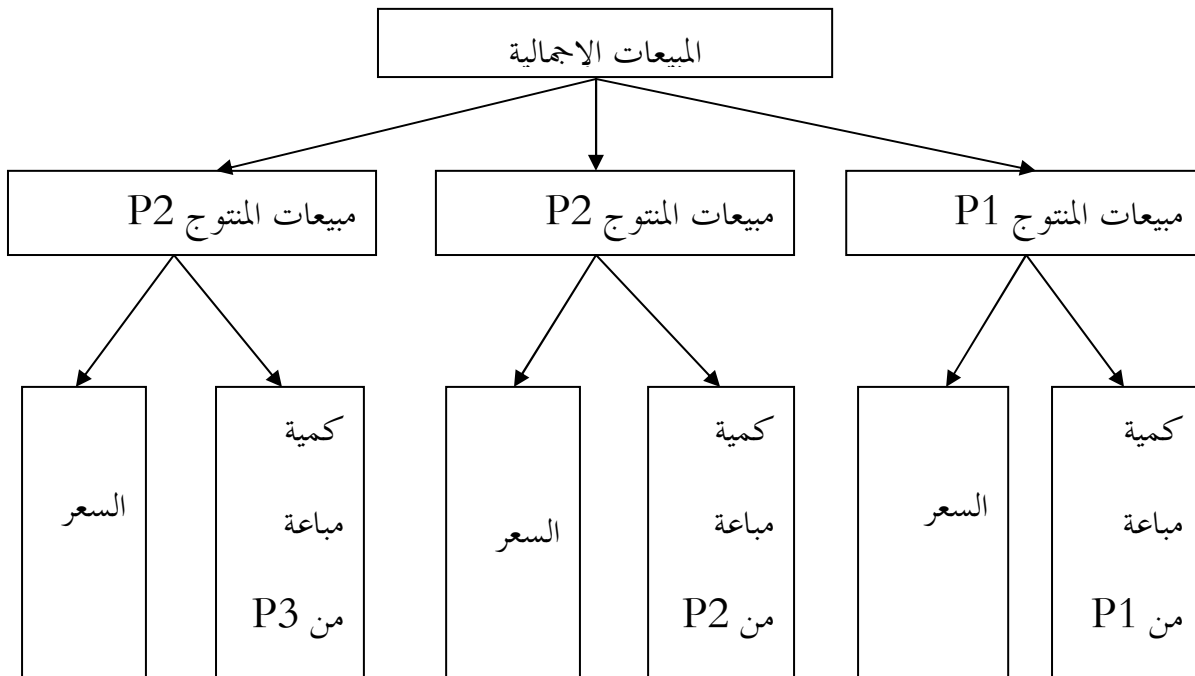 المبيعات الإجمالية
مبيعات المنتوج P1
مبيعات المنتوج P2
مبيعات المنتوج P2
كمية
مباعة
من P1
السعر
كمية
مباعة
من P2
السعر
كمية
مباعة
من P3
السعر